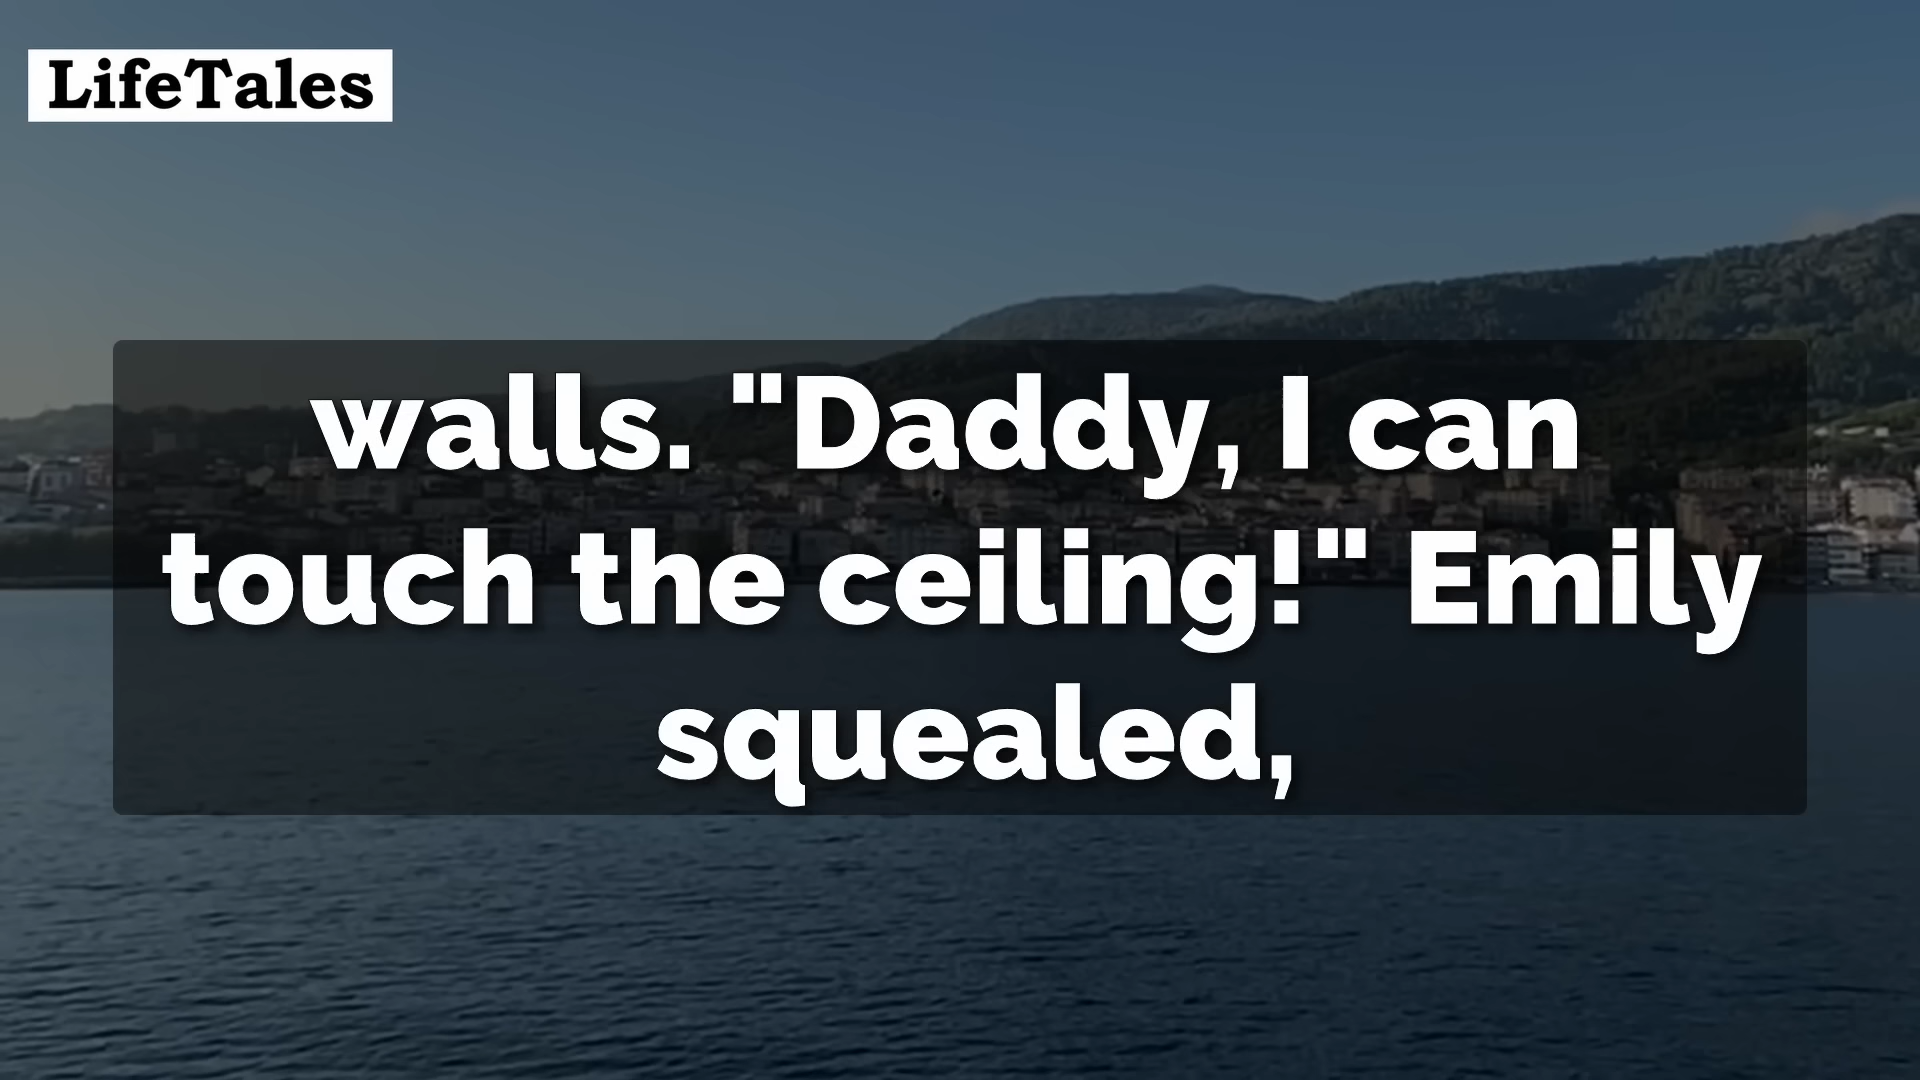 LifeTales
walls. "Daddy, I can
touch the ceiling!" Emily
squealed,